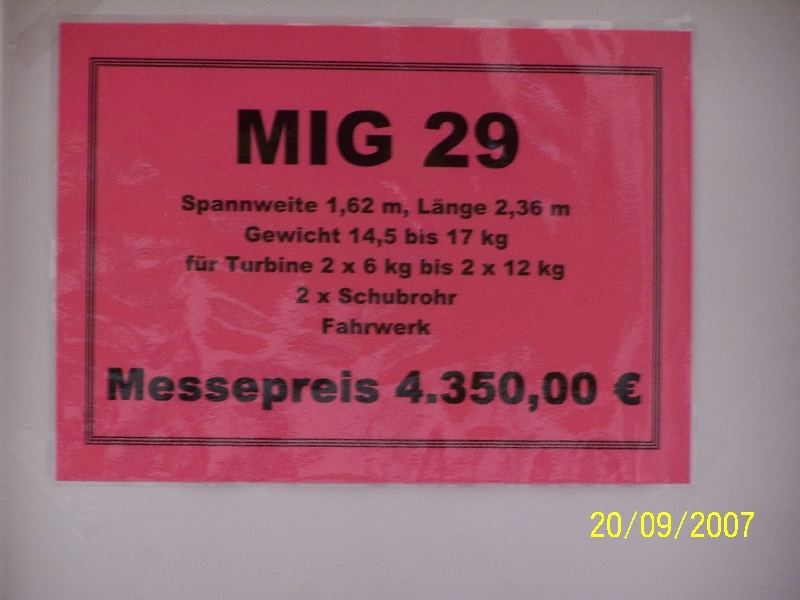 MIG 29
Spannweite 1,62 m, Länge 2,36 m
Gewicht 14,5 bis 17 kg
für Turbine 2 x 6 kg bis 2 x 12 kg
2 x Schubrohr
Fahrwerk
Messepreis 4.350,00 €
20/09/2007